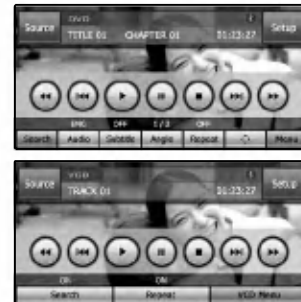 DVD
Source TITLE 01 CHAPTER 01 01:23:27 Setup
ENG OFF 1/3 OFF
Search Audio Subtitle Angle Repeat Menu
VCD
Source TRACK 01 01:23:27 Setup
ON
Search Repeat VCD Menu